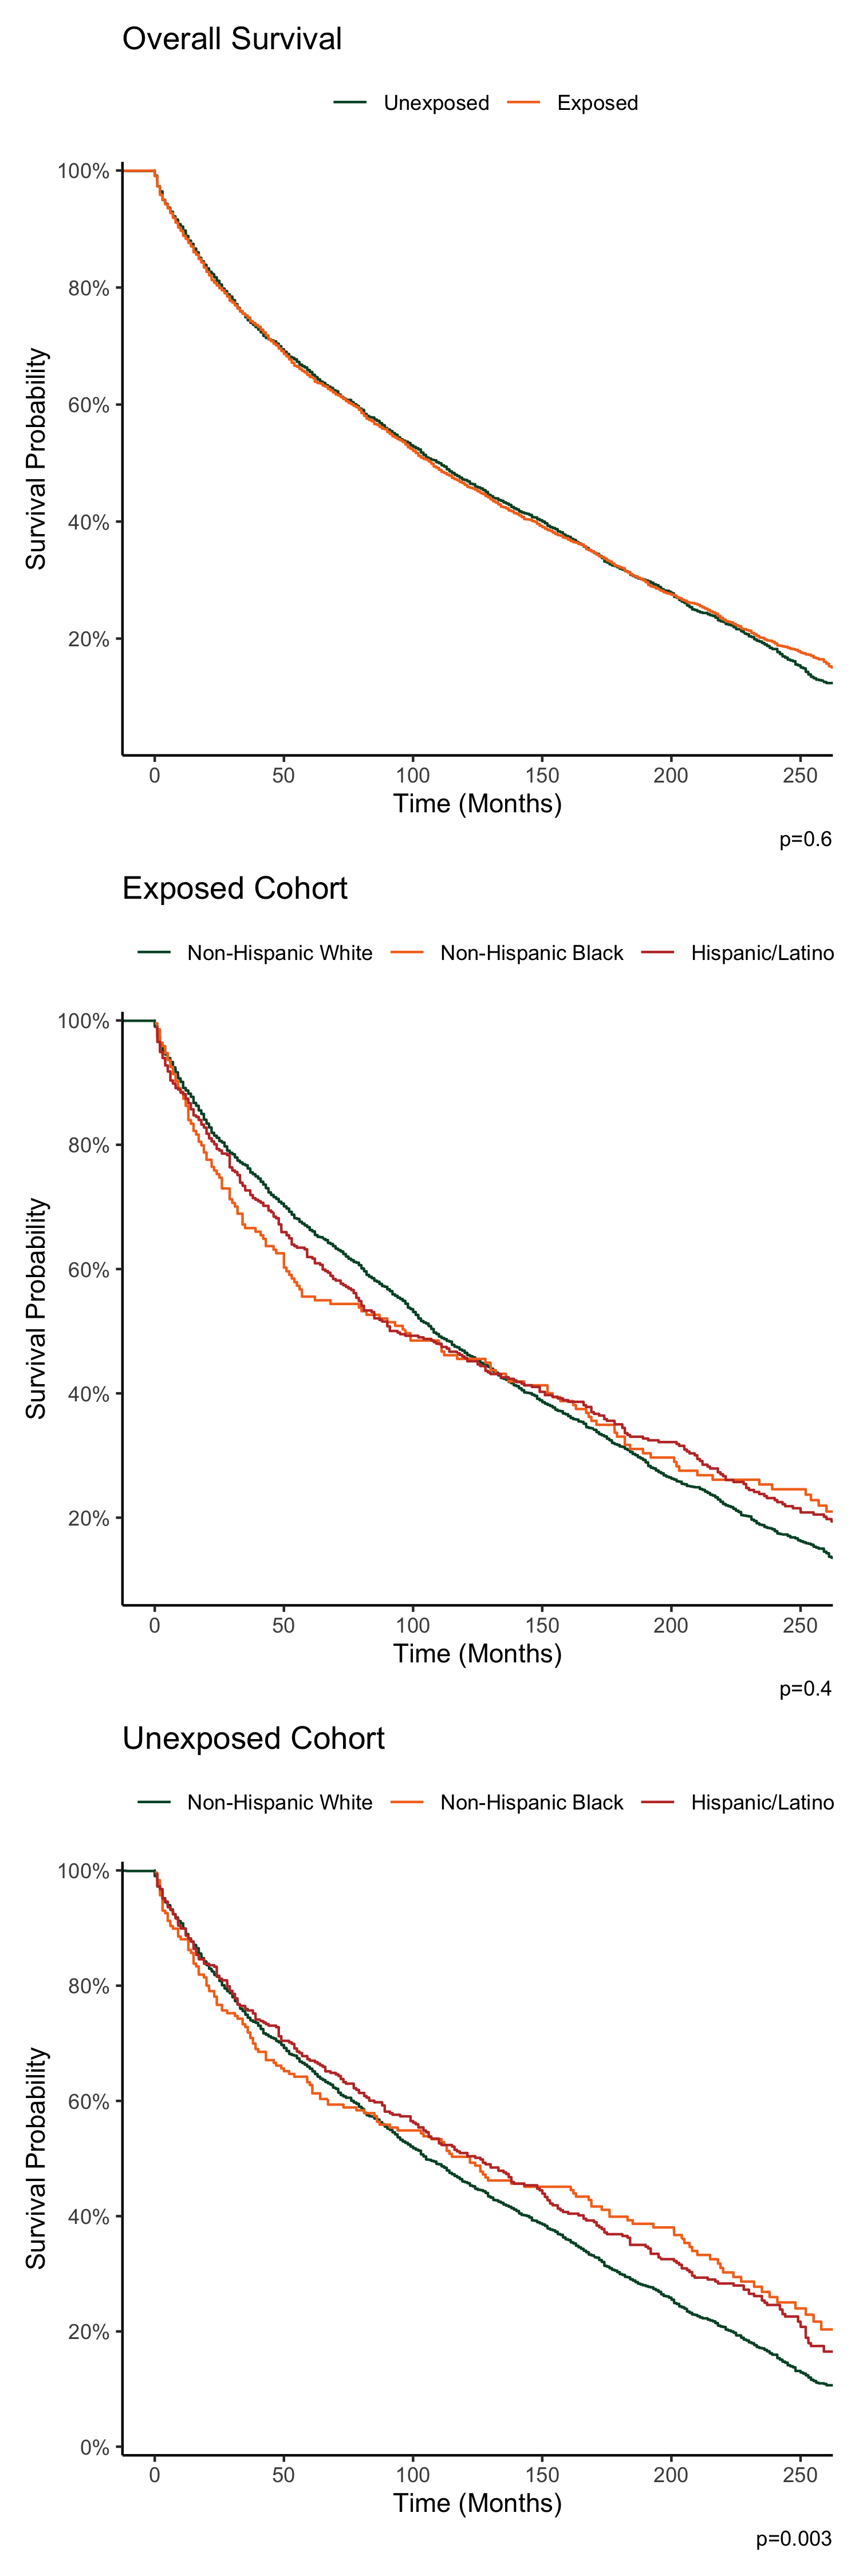 Overall Survival
Unexposed Exposed
100%
80%
60%
40%
20%
Survival Probability
0 50 100 150 200 250
Time (Months)
p=0.6
Exposed Cohort
Non-Hispanic White Non-Hispanic Black Hispanic/Latino
100%
80%
60%
40%
20%
Survival Probability
0 50 100 150 200 250
Time (Months)
p=0.4
Unexposed Cohort
Non-Hispanic White Non-Hispanic Black Hispanic/Latino
100%
80%
60%
40%
20%
0%
Survival Probability
0 50 100 150 200 250
Time (Months)
p=0.003